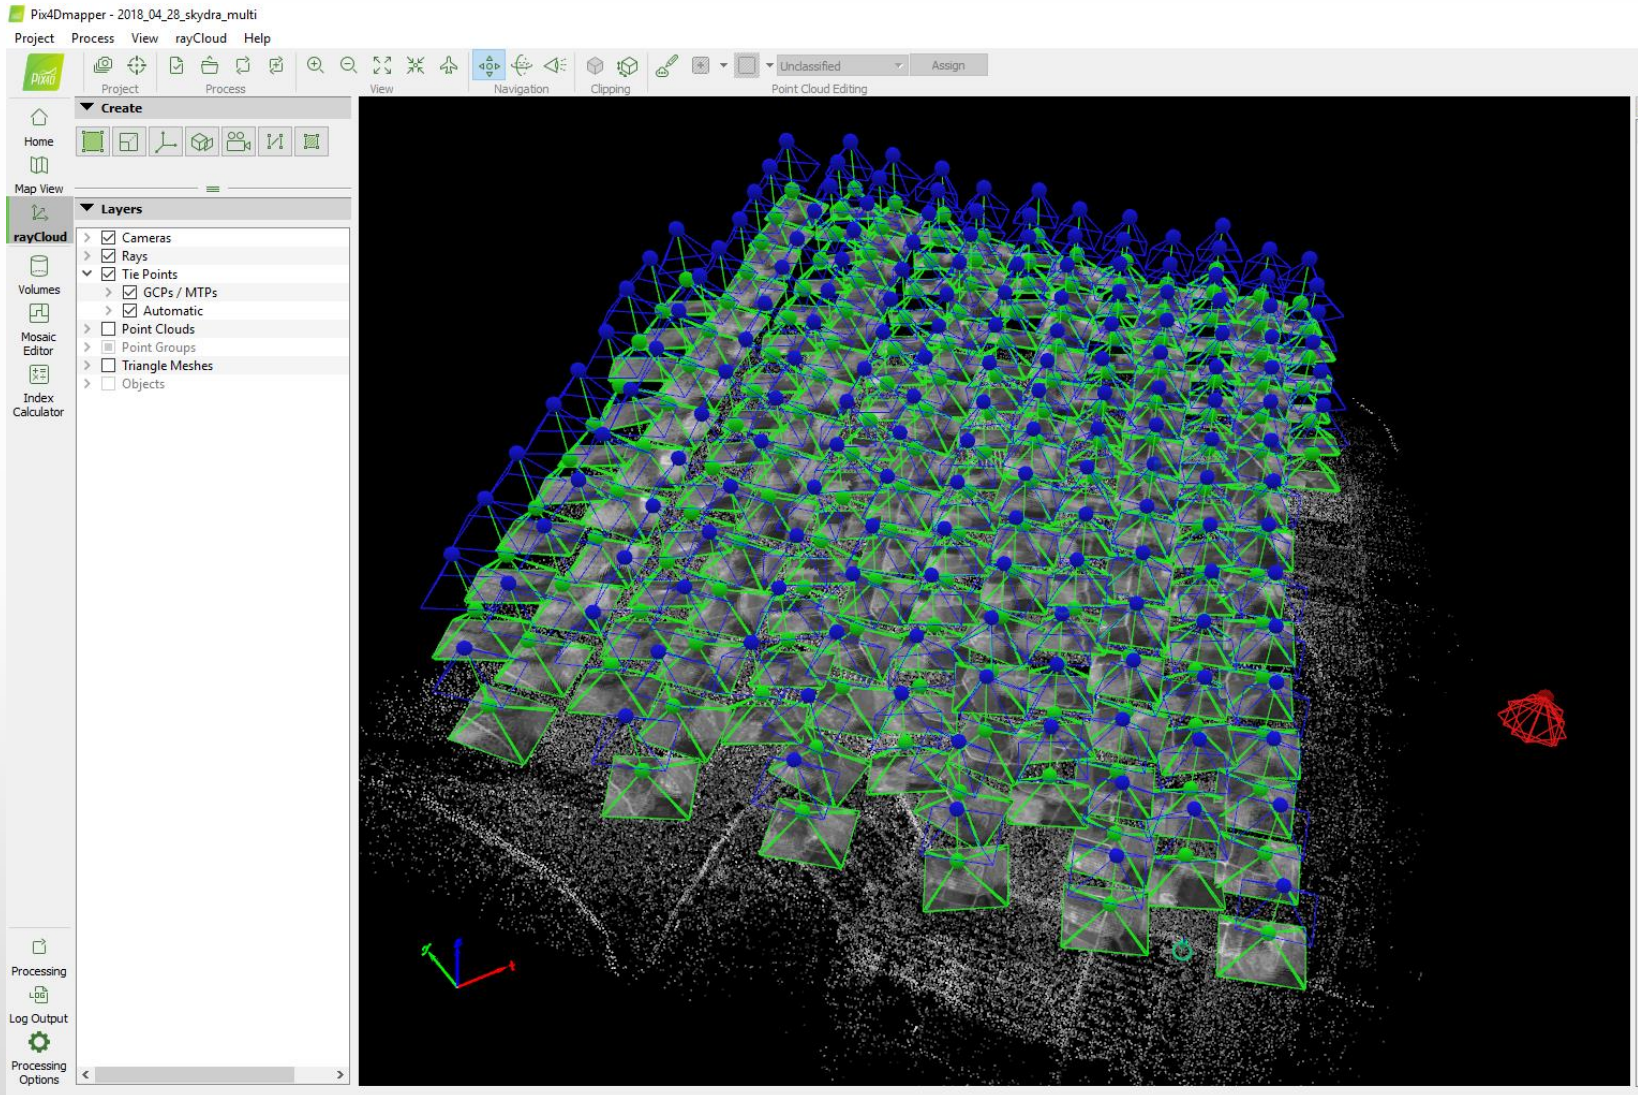 Pix4Dmapper - 2018_04_28_skydra_multi
Project Process View rayCloud Help
PIX4D
Unclassified
Assign
Project
Process
View
Navigation
Clipping
Point Cloud Editing
Home
Map View
rayCloud
Volumes
Mosaic
Editor
Index
Calculator
Create
Layers
Cameras
Rays
Tie Points
GCPs / MTPs
Automatic
Point Clouds
Point Groups
Triangle Meshes
Objects
Processing
LOG
Log Output
Processing
Options